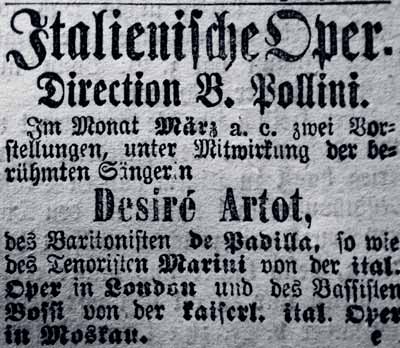 Italienische Oper.
Direction B. Pollini.
Im Monat März a. c. zwei Vor-
stellungen, unter Mitwirkung der be-
rühmten Sängerin
Desiré Artot,
des Baritonisten de Padilla, so wie
des Tenoristen Marini von der ital.
Oper in London und des Bassisten
Bossi von der kaiserl. ital. Oper
in Moskau. e